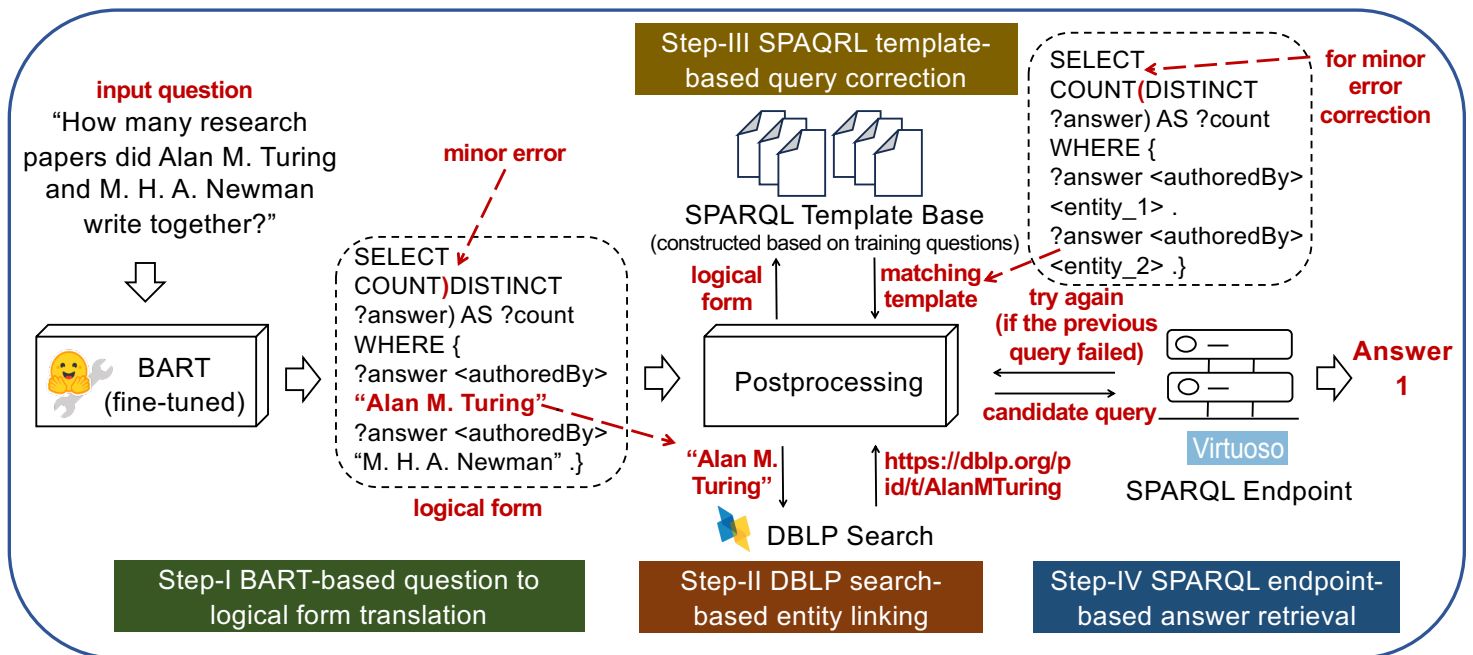 input question
“How many research
papers did Alan M. Turing
and M. H. A. Newman
write together?”
BART
(fine-tuned)
minor error
SELECT
COUNT)DISTINCT
?answer) AS ?count
WHERE {
?answer <authoredBy>
“Alan M. Turing”
?answer <authoredBy>
“M. H. A. Newman” .}
logical form
Step-I BART-based question to
logical form translation
Step-III SPAQRL template-
based query correction
SPARQL Template Base
(constructed based on training questions)
logical
form
matching
template
Postprocessing
“Alan M.
Turing”
https://dblp.org/p
id/t/AlanMTuring
DBLP Search
Step-II DBLP search-
based entity linking
SELECT
COUNT(DISTINCT
?answer) AS ?count
WHERE {
?answer <authoredBy>
<entity_1> .
?answer <authoredBy>
<entity_2> .}
for minor
error
correction
try again
(if the previous
query failed)
candidate query
Virtuoso
SPARQL Endpoint
Answer
1
Step-IV SPARQL endpoint-
based answer retrieval